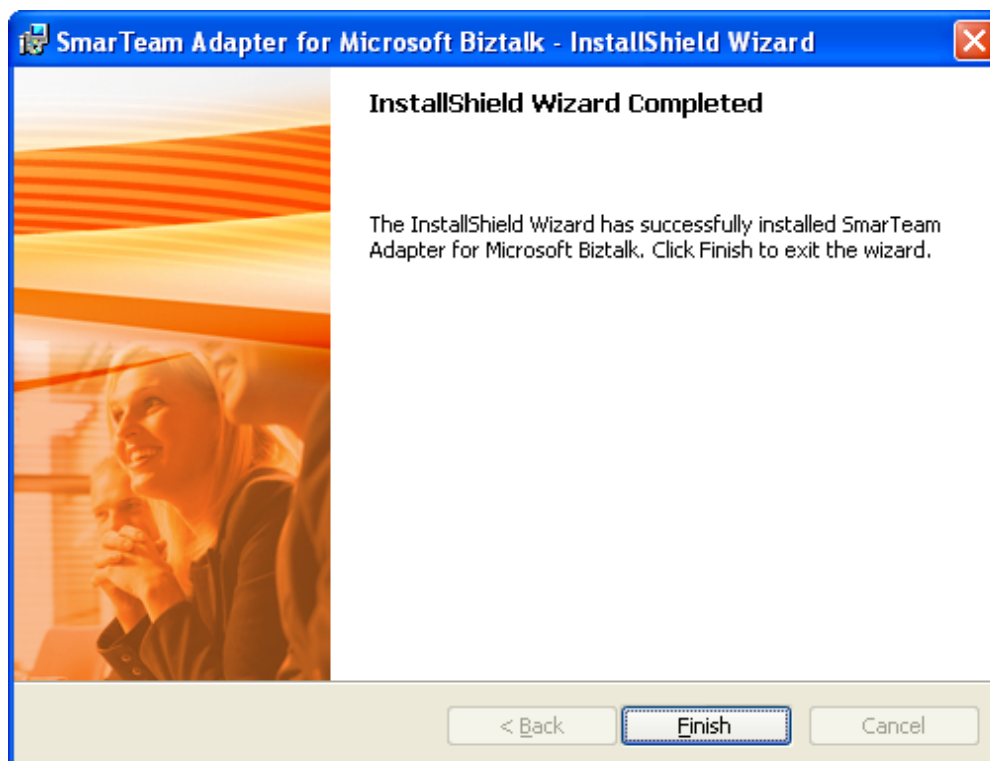 SmarTeam Adapter for Microsoft Biztalk - InstallShield Wizard
InstallShield Wizard Completed
The InstallShield Wizard has successfully installed SmarTeam
Adapter for Microsoft Biztalk. Click Finish to exit the wizard.
< Back Finish Cancel